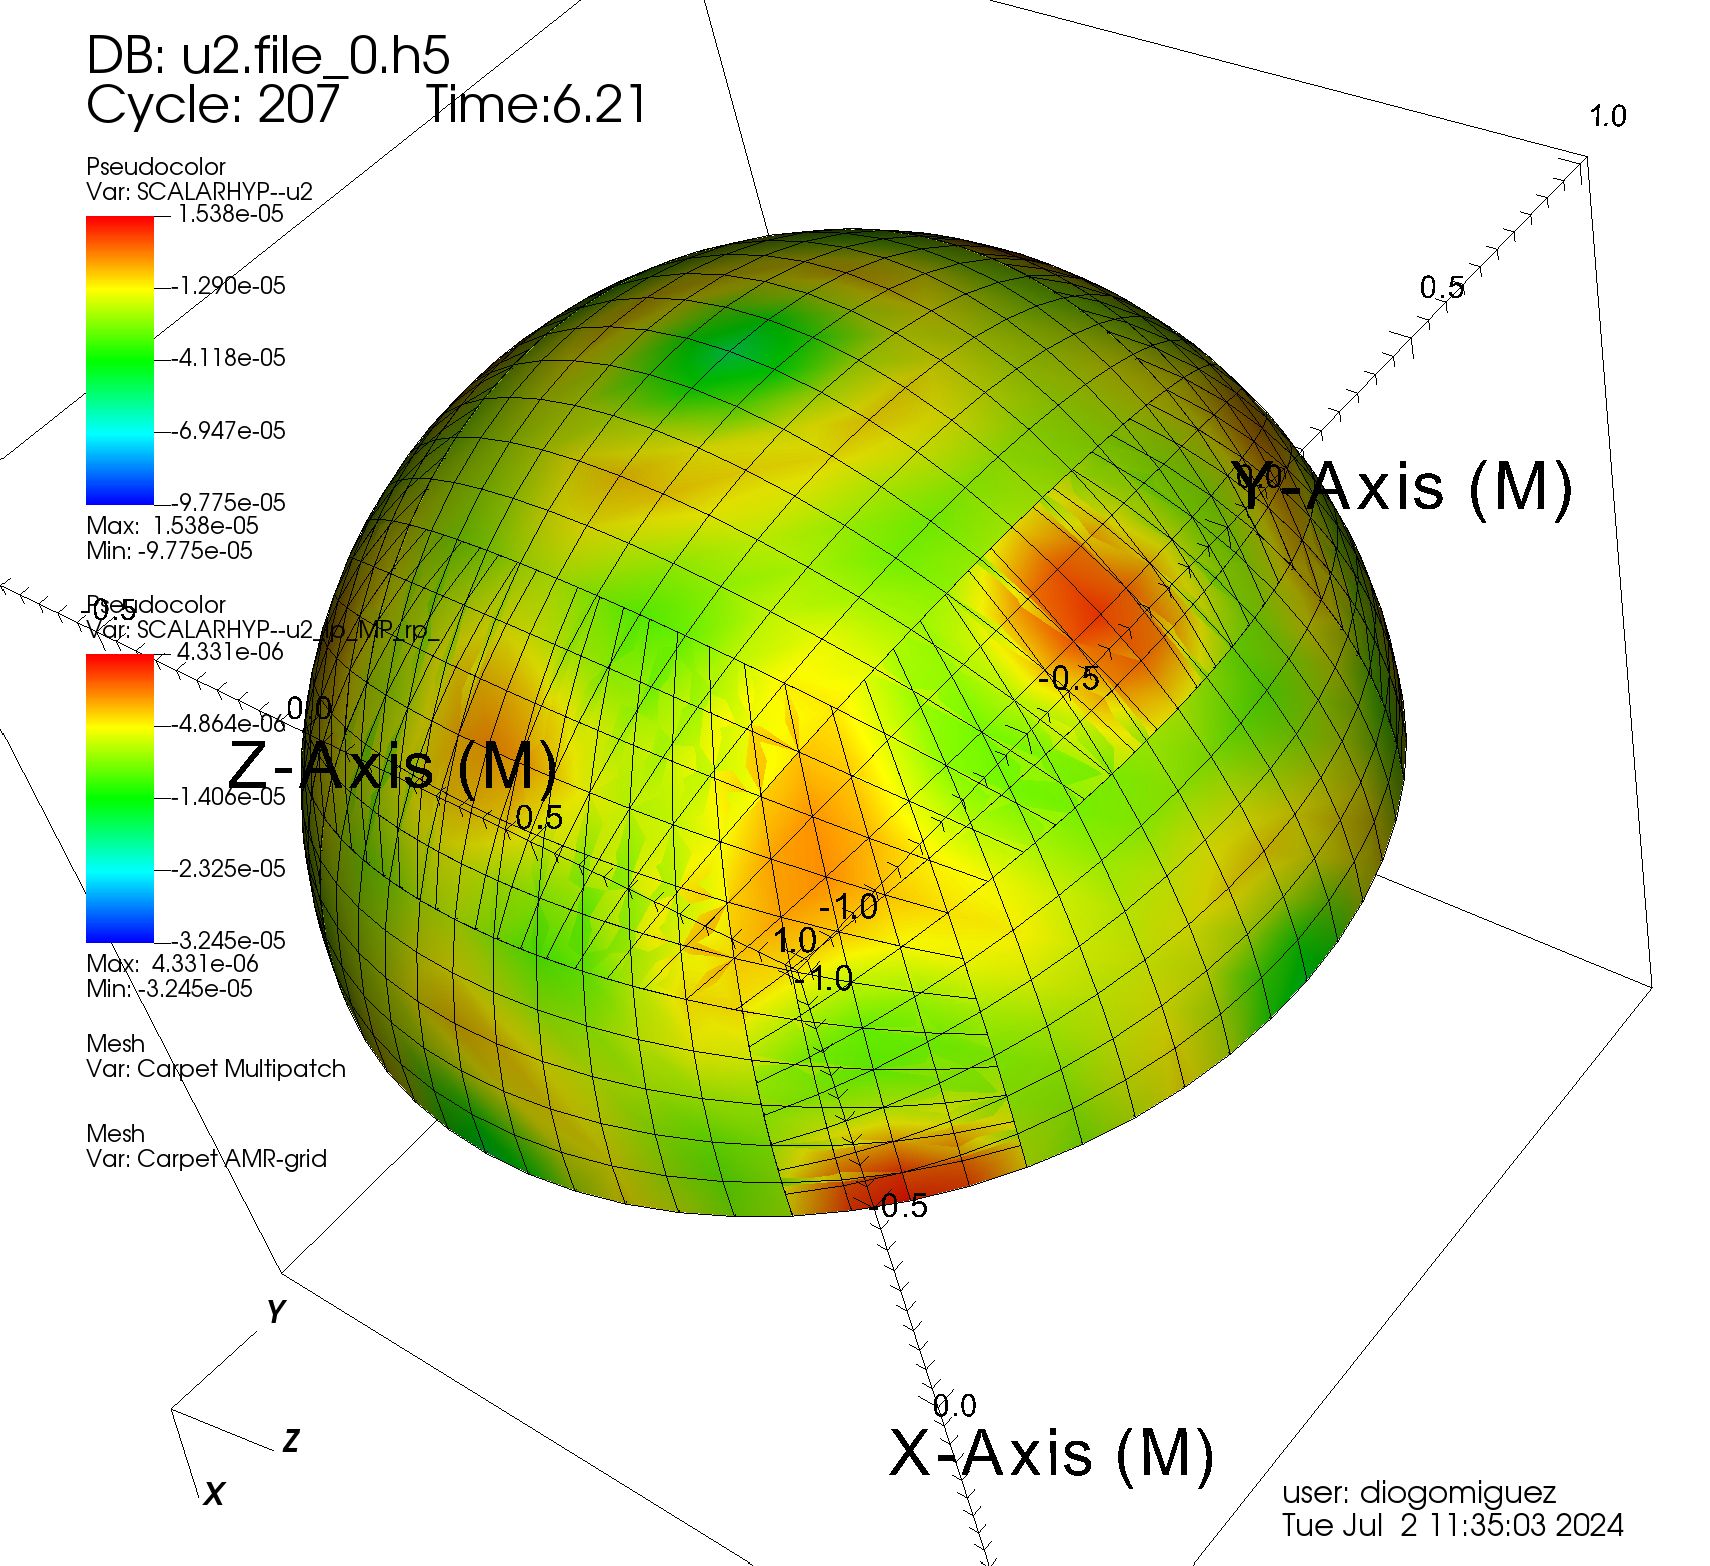 DB: u2.file_0.h5
Cycle: 207 Time:6.21
Pseudocolor
Var: SCALARHYP--u2
1.538e-05
-1.290e-05
-4.118e-05
-6.947e-05
-9.775e-05
Max: 1.538e-05
Min: -9.775e-05
Pseudocolor
Var: SCALARHYP--u2_lp_MP_rp_
4.331e-06
-4.864e-06
-1.406e-05
-2.325e-05
-3.245e-05
Max: 4.331e-06
Min: -3.245e-05
Mesh
Var: Carpet Multipatch
Mesh
Var: Carpet AMR-grid
1.0
0.5
0.0
Y-Axis (M)
-0.5
-1.0
-0.5
0.0
Z-Axis (M)
0.5
1.0
-1.0
-0.5
0.0
X-Axis (M)
Y
Z
X
user: diogomiguez
Tue Jul 2 11:35:03 2024